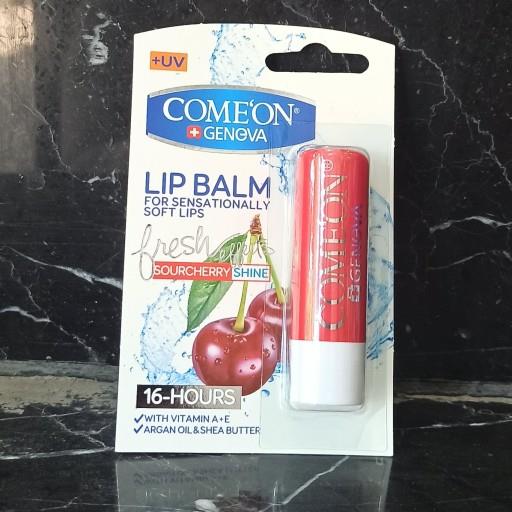 +UV
COME'ON®
GENOVA
LIP BALM
FOR SENSATIONALLY
SOFT LIPS
fresh effects
SOURCHERRY SHINE
16-HOURS
✓WITH VITAMIN A+E
✓ARGAN OIL & SHEA BUTTER
COME'ON®
GENOVA